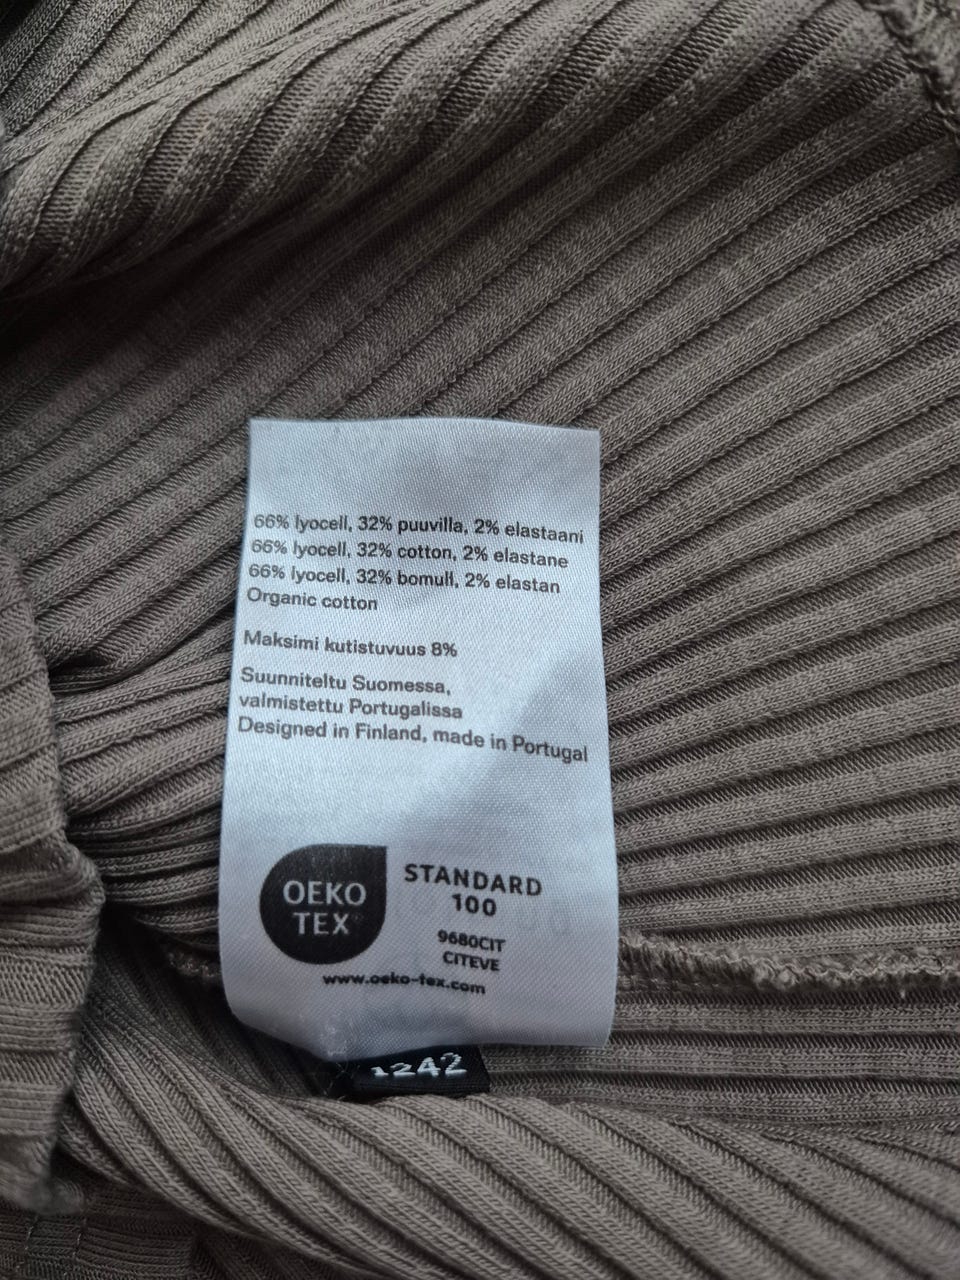 66% lyocell, 32% puuvilla, 2% elastaani
66% lyocell, 32% cotton, 2% elastane
66% lyocell, 32% bomull, 2% elastan
Organic cotton
Maksimi kutistuvuus 8%
Suunniteltu Suomessa,
valmistettu Portugalissa
Designed in Finland, made in Portugal
OEKO
TEX
STANDARD
100
9680CIT
CITEVE
www.oeko-tex.com
1242